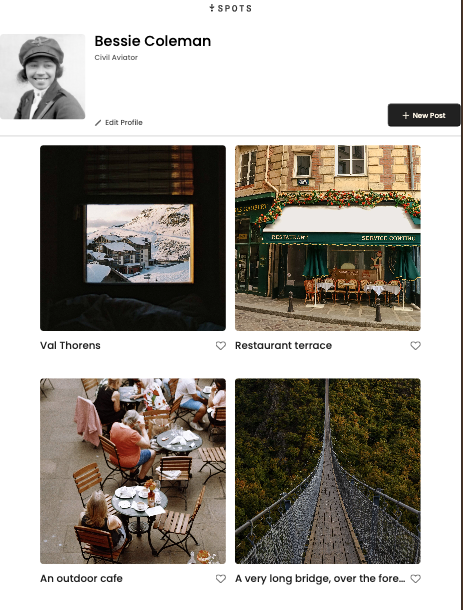 SPOTS
Bessie Coleman
Civil Aviator
Edit Profile
+ New Post
RESTAURANT
SERVICE CONTINU
Val Thorens
Restaurant terrace
An outdoor cafe
A very long bridge, over the fore...